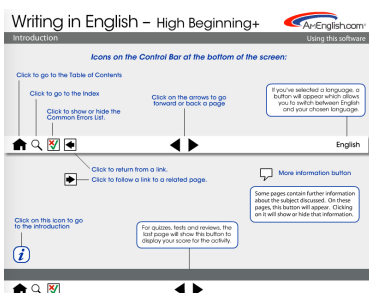 Writing in English – High Beginning+
AmEnglish.com®
Introduction
Using this software
Icons on the Control Bar at the bottom of the screen:
Click to go to the Table of Contents
Click to go to the Index
Click to show or hide the
Common Errors List.
Click on the arrows to go
forward or back a page
If you've selected a language, a
button will appear which allows
you to switch between English
and your chosen language.
English
Click to return from a link.
Click to follow a link to a related page.
More information button
Some pages contain further information
about the subject discussed. On these
pages, this button will appear. Clicking
on it will show or hide that information.
Click on this icon to go
to the introduction
i
For quizzes, tests and reviews, the
last page will show this button to
display your score for the activity.